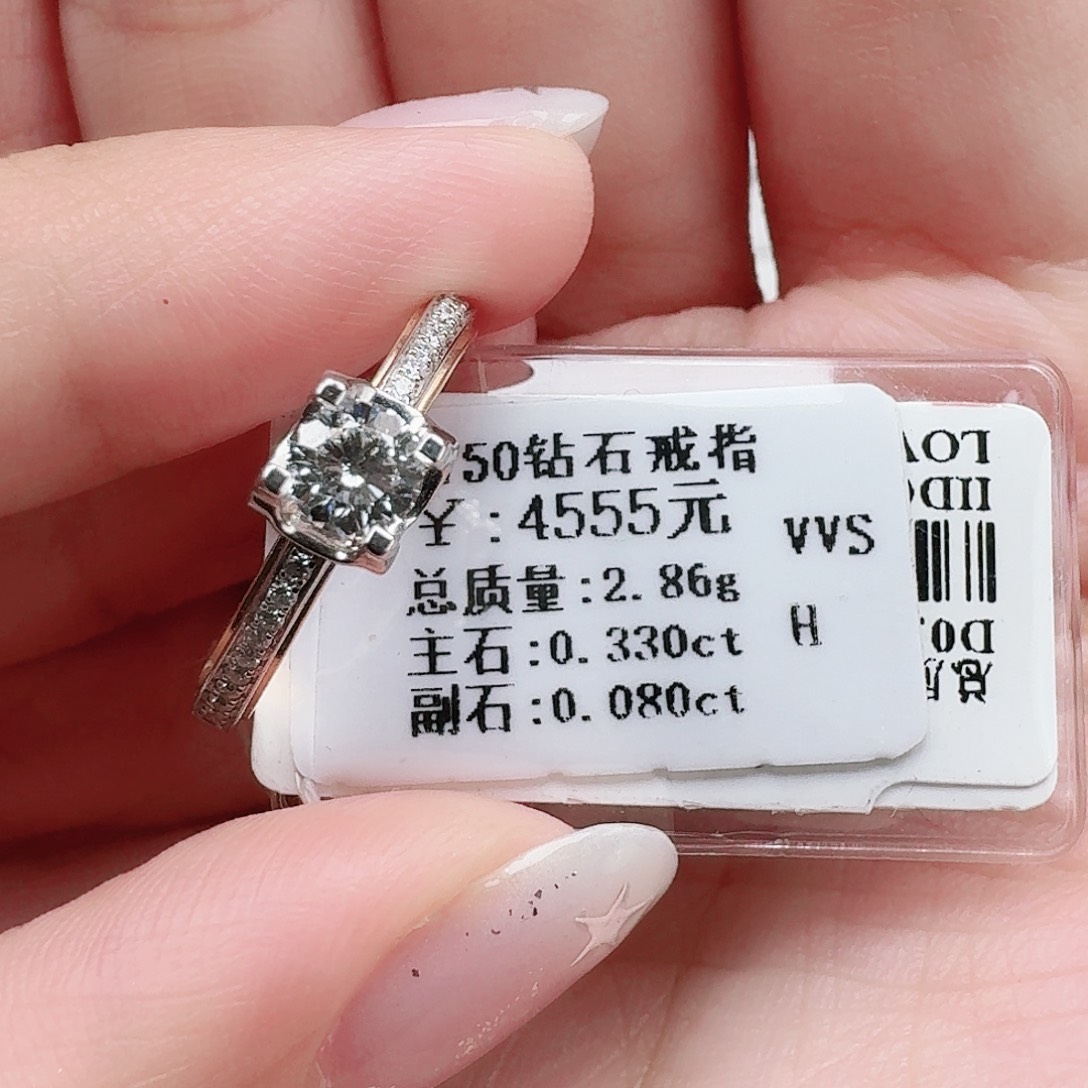 50钻石戒指
¥:4555元
总质量:2.86g
主石:0.330ct
副石:0.080ct
VVS
H